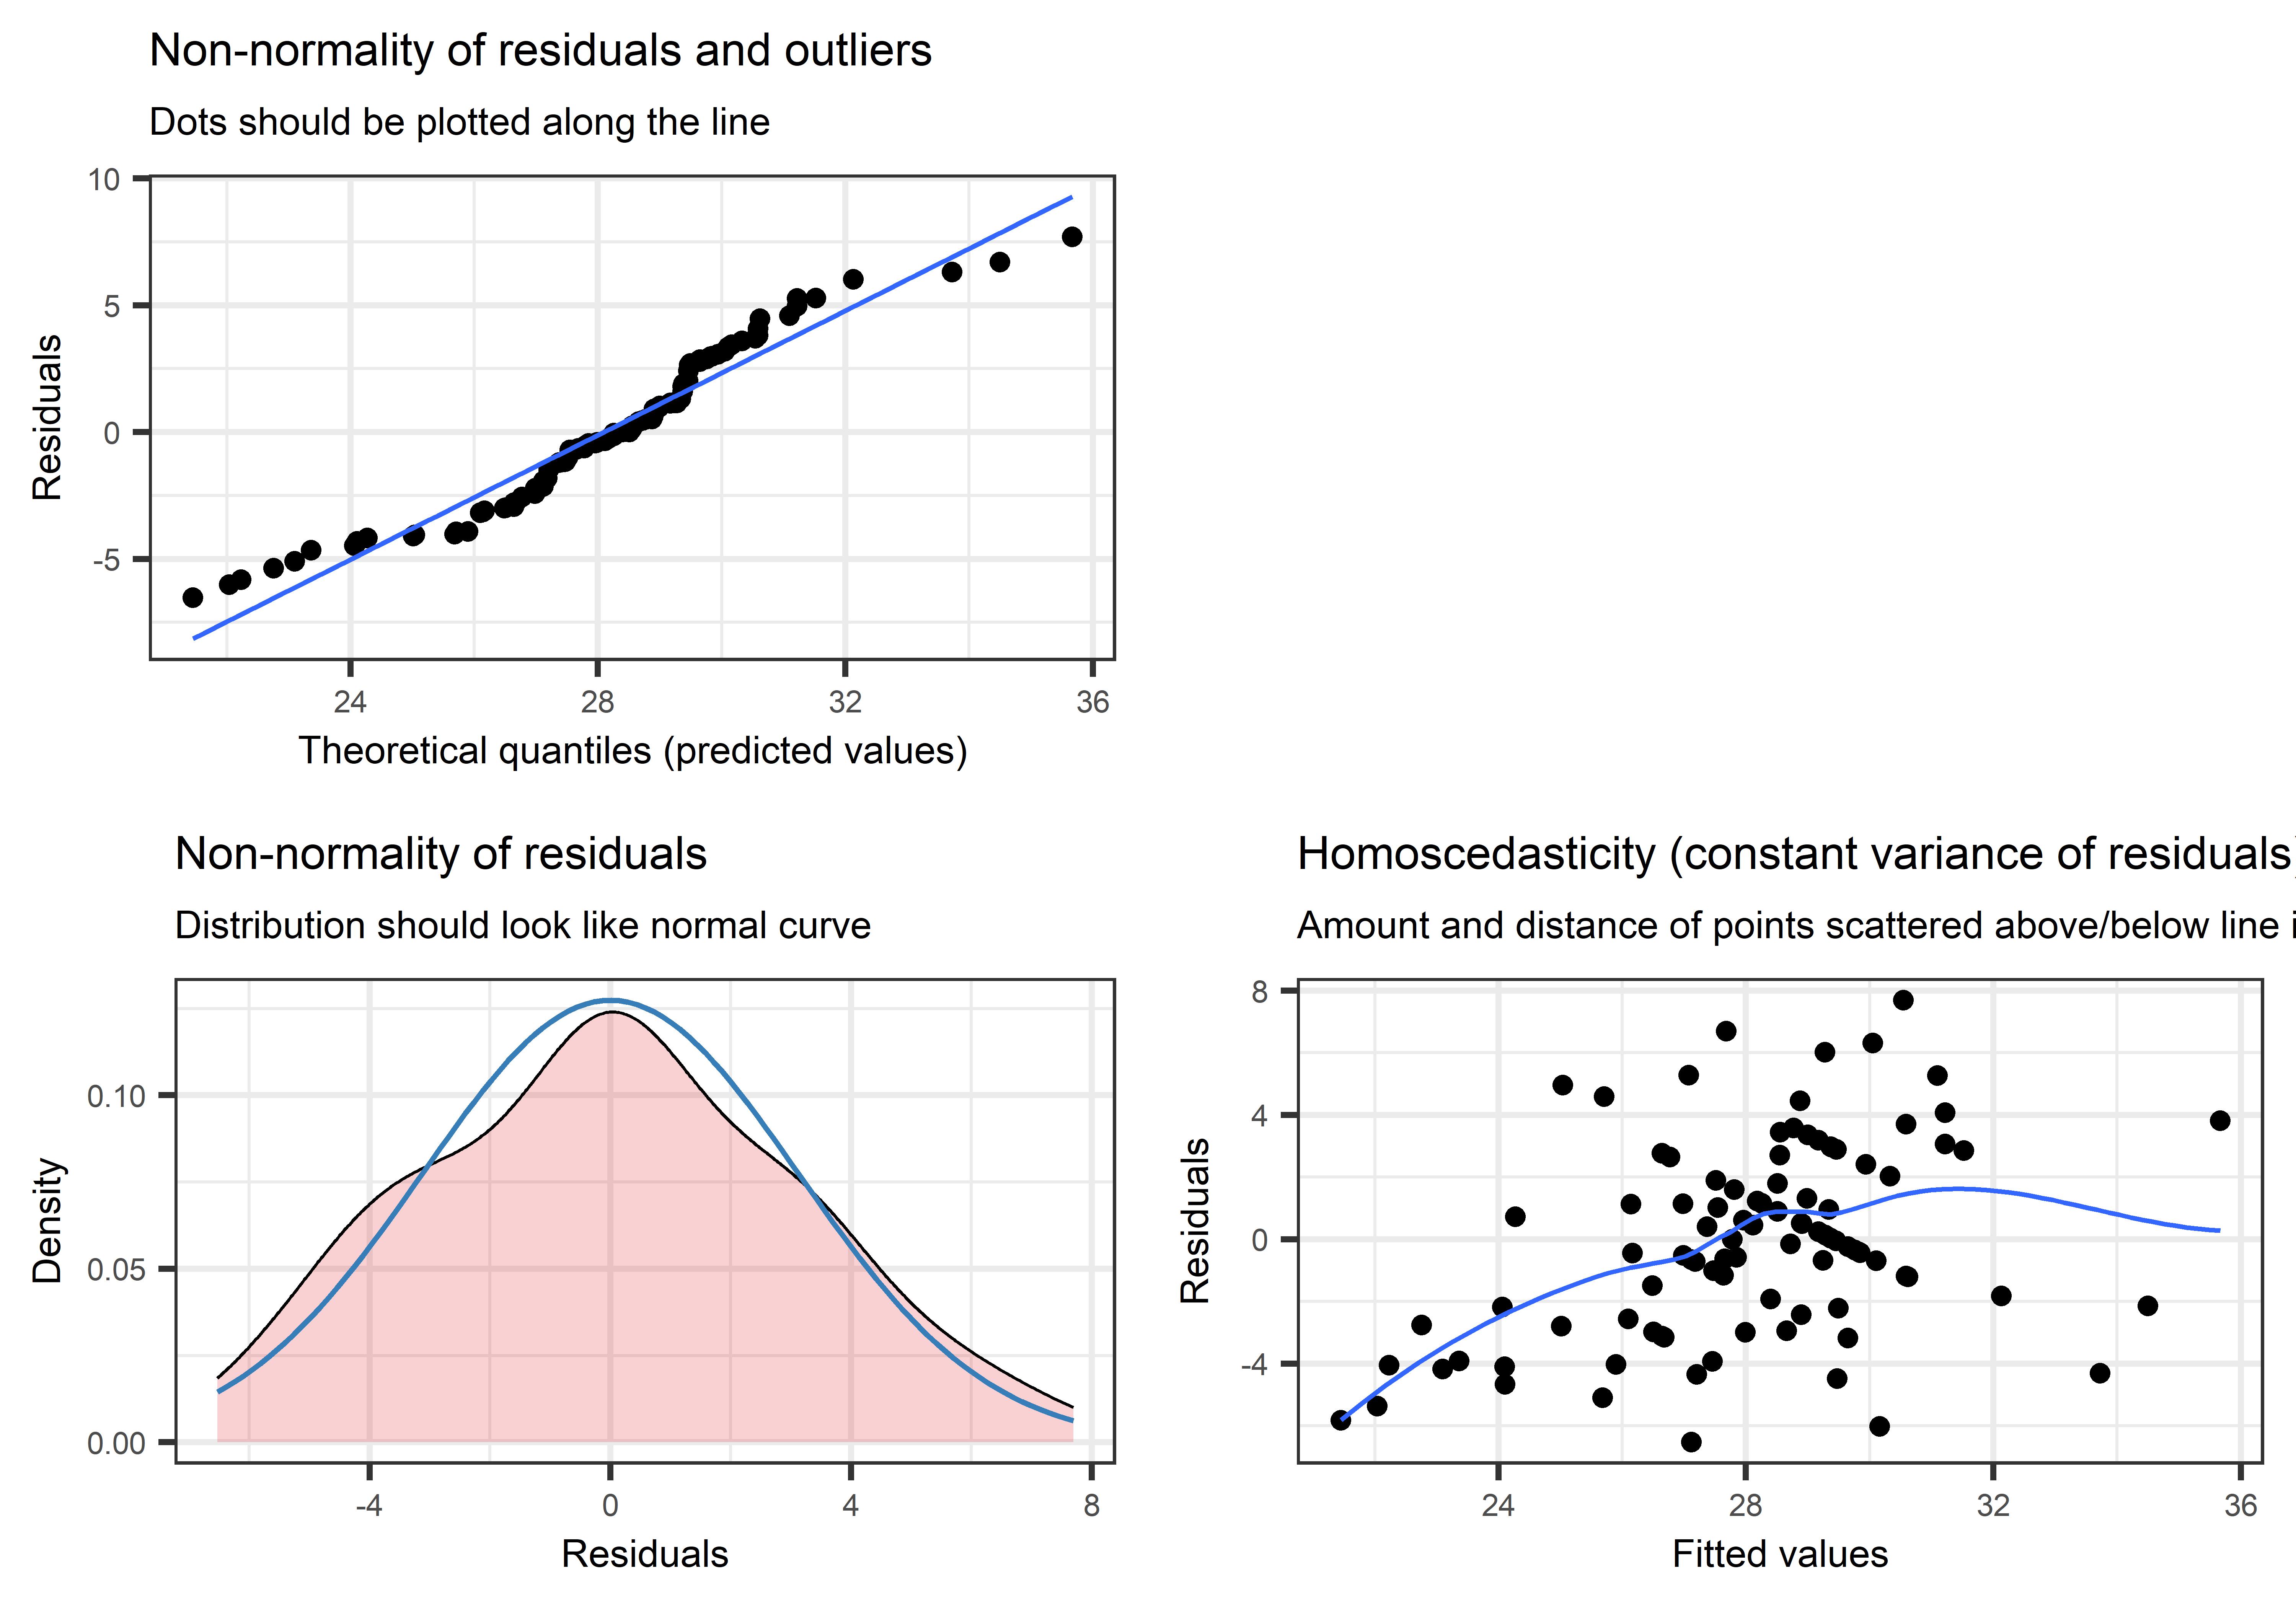 Non-normality of residuals and outliers
Dots should be plotted along the line
10
5
0
-5
Residuals
24 28 32 36
Theoretical quantiles (predicted values)
Non-normality of residuals
Distribution should look like normal curve
0.10
0.05
0.00
Density
-4 0 4 8
Residuals
Homoscedasticity (constant variance of residuals)
Amount and distance of points scattered above/below line i
8
4
0
-4
Residuals
24 28 32 36
Fitted values